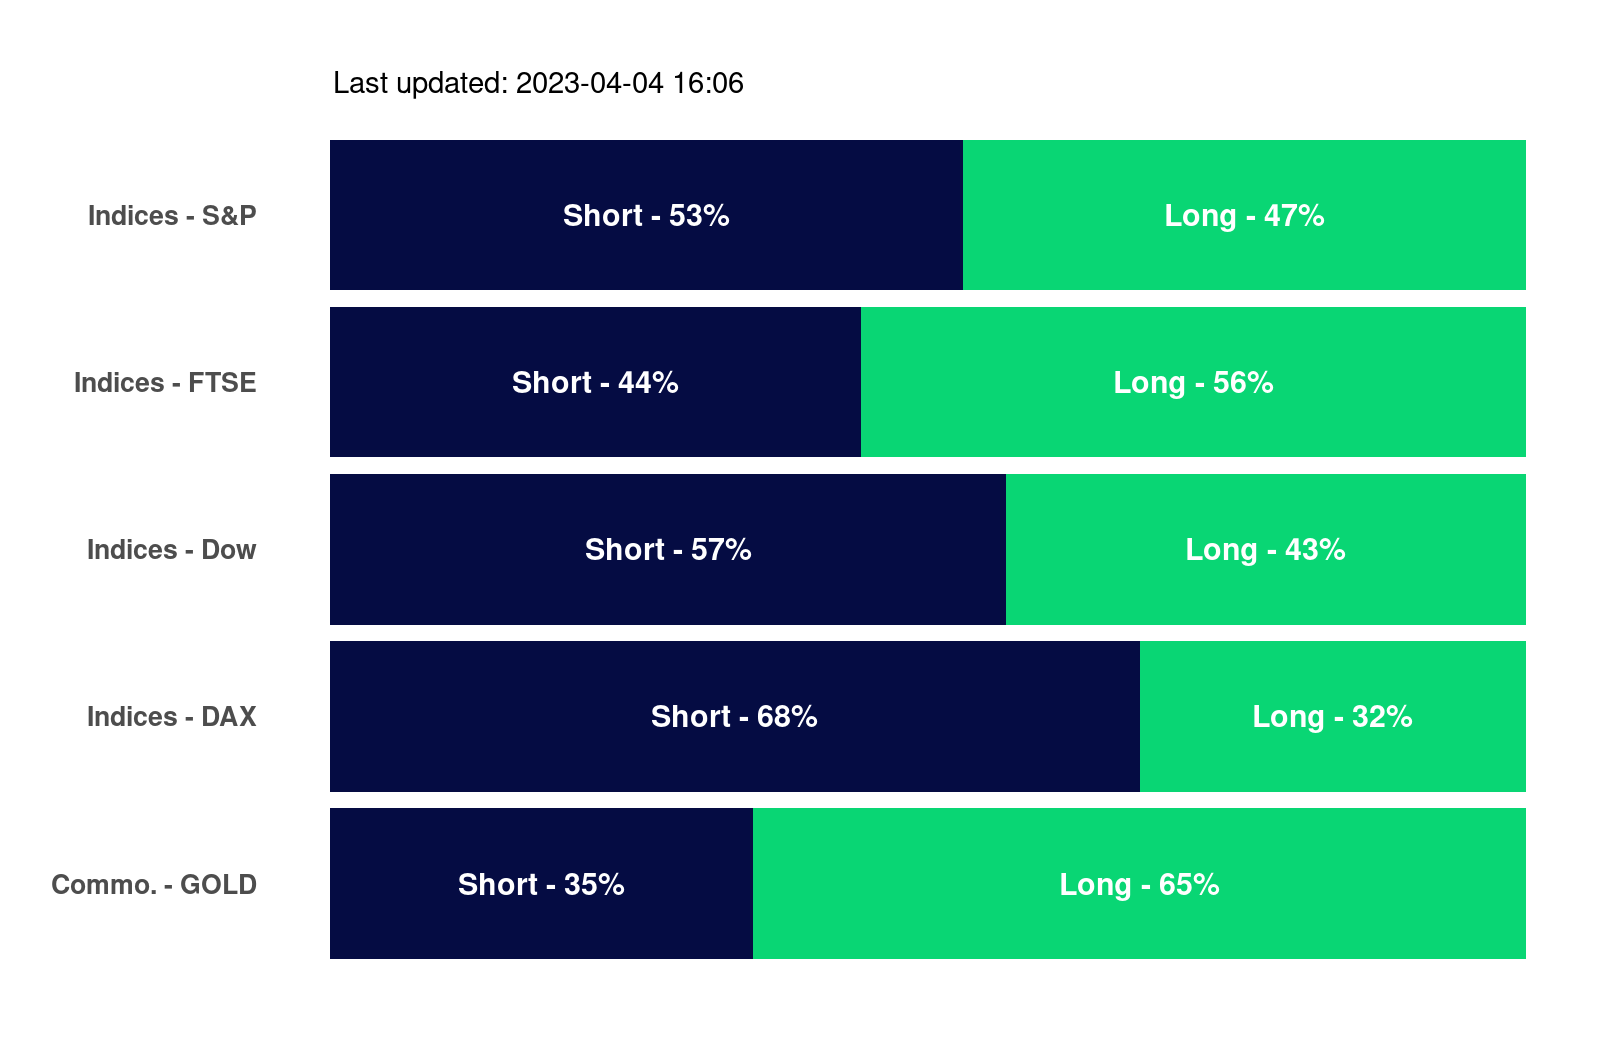 Last updated: 2023-04-04 16:06
Indices - S&P
Short - 53%
Long - 47%
Indices - FTSE
Short - 44%
Long - 56%
Indices - Dow
Short - 57%
Long - 43%
Indices - DAX
Short - 68%
Long - 32%
Commo. - GOLD
Short - 35%
Long - 65%